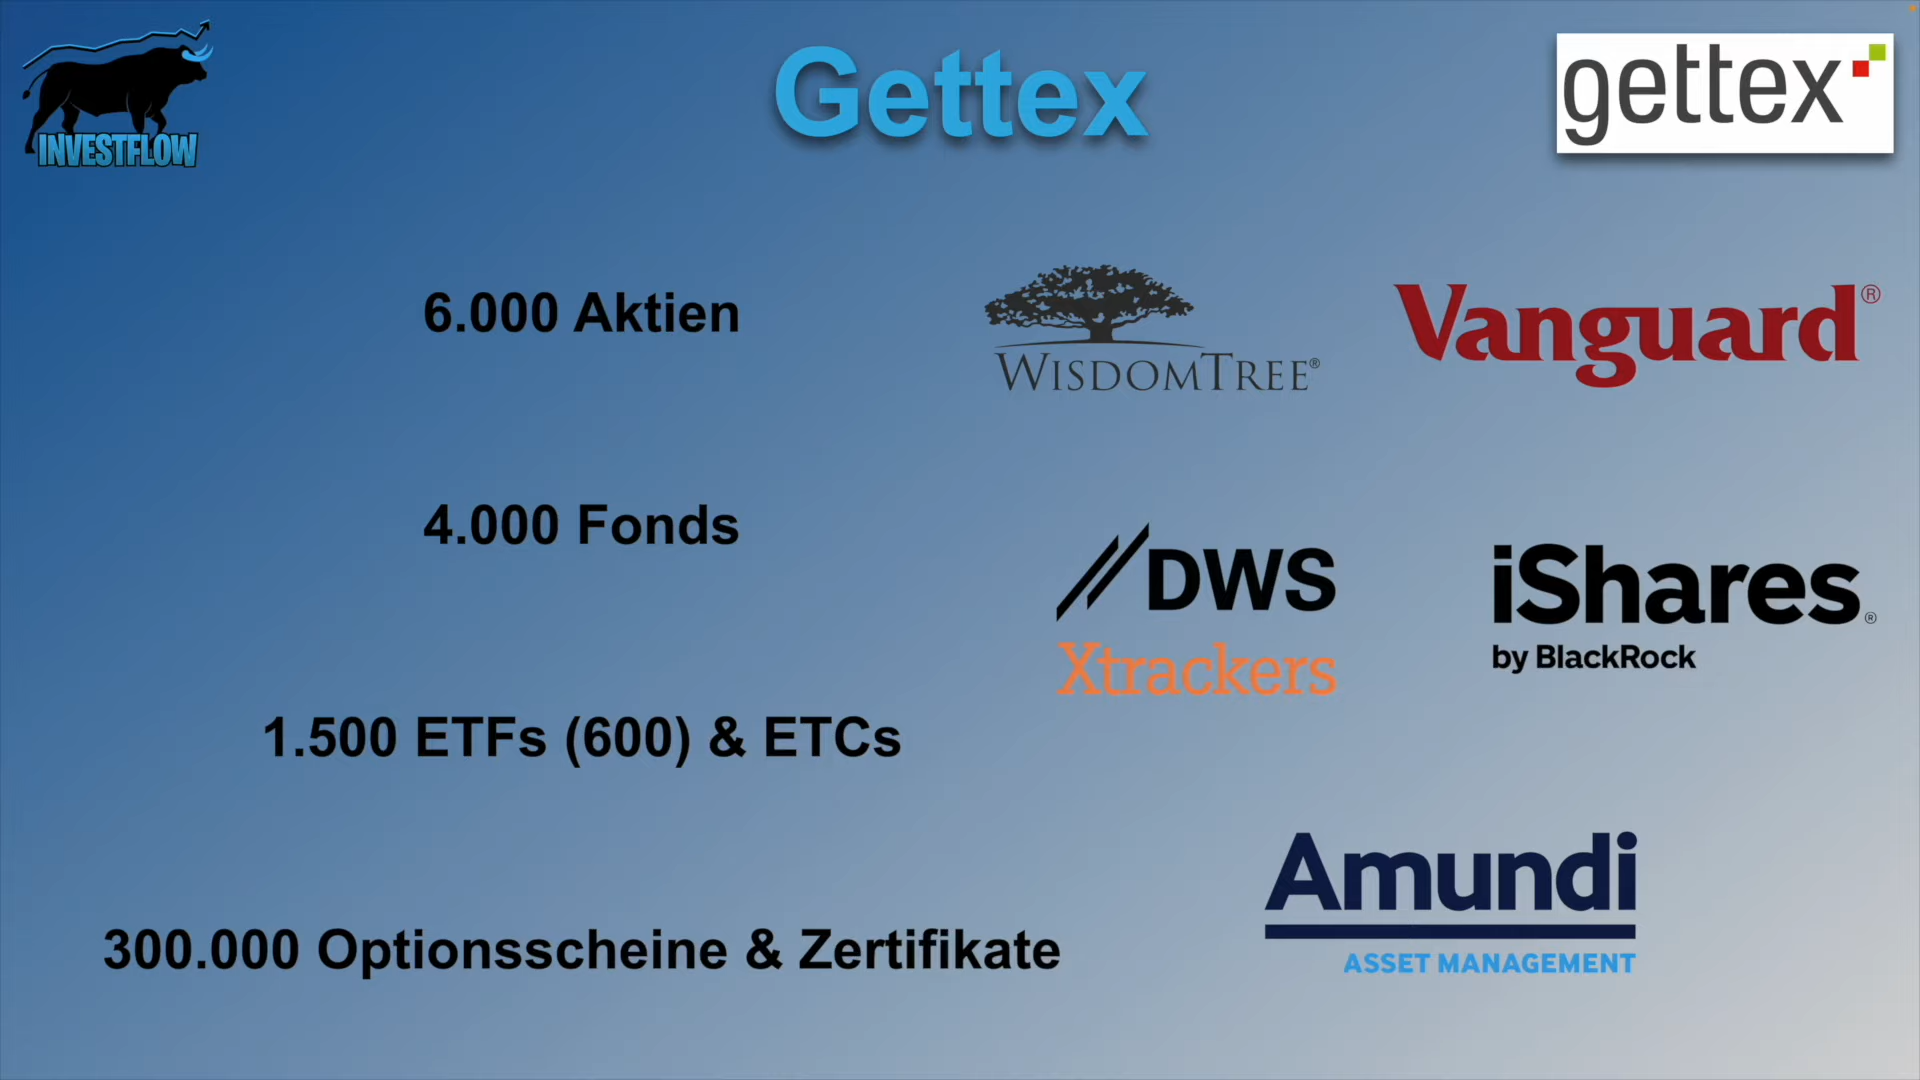 INVESTFLOW
Gettex
gettex
6.000 Aktien
WISDOMTREE®
Vanguard®
4.000 Fonds
DWS
Xtrackers
iShares®
by BlackRock
1.500 ETFs (600) & ETCs
Amundi
ASSET MANAGEMENT
300.000 Optionsscheine & Zertifikate